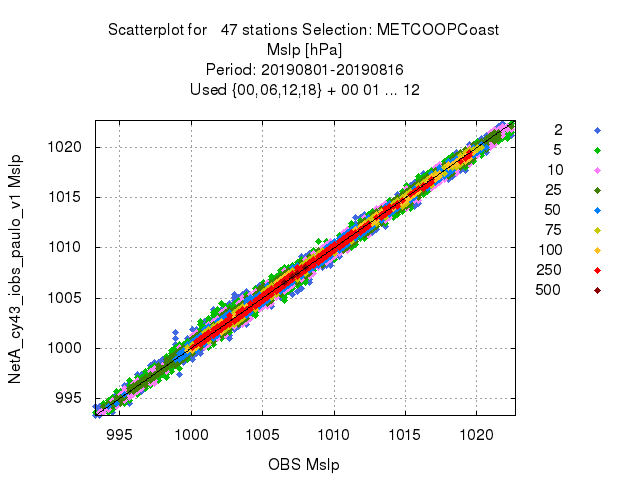 Scatterplot for 47 stations Selection: METCOOPCoast
Mslp [hPa]
Period: 20190801-20190816
Used {00,06,12,18} + 00 01 ... 12
NetA_cy43_iobs_paulo_v1 Mslp
1020
1015
1010
1005
1000
995
995 1000 1005 1010 1015 1020
OBS Mslp
2
5
10
25
50
75
100
250
500